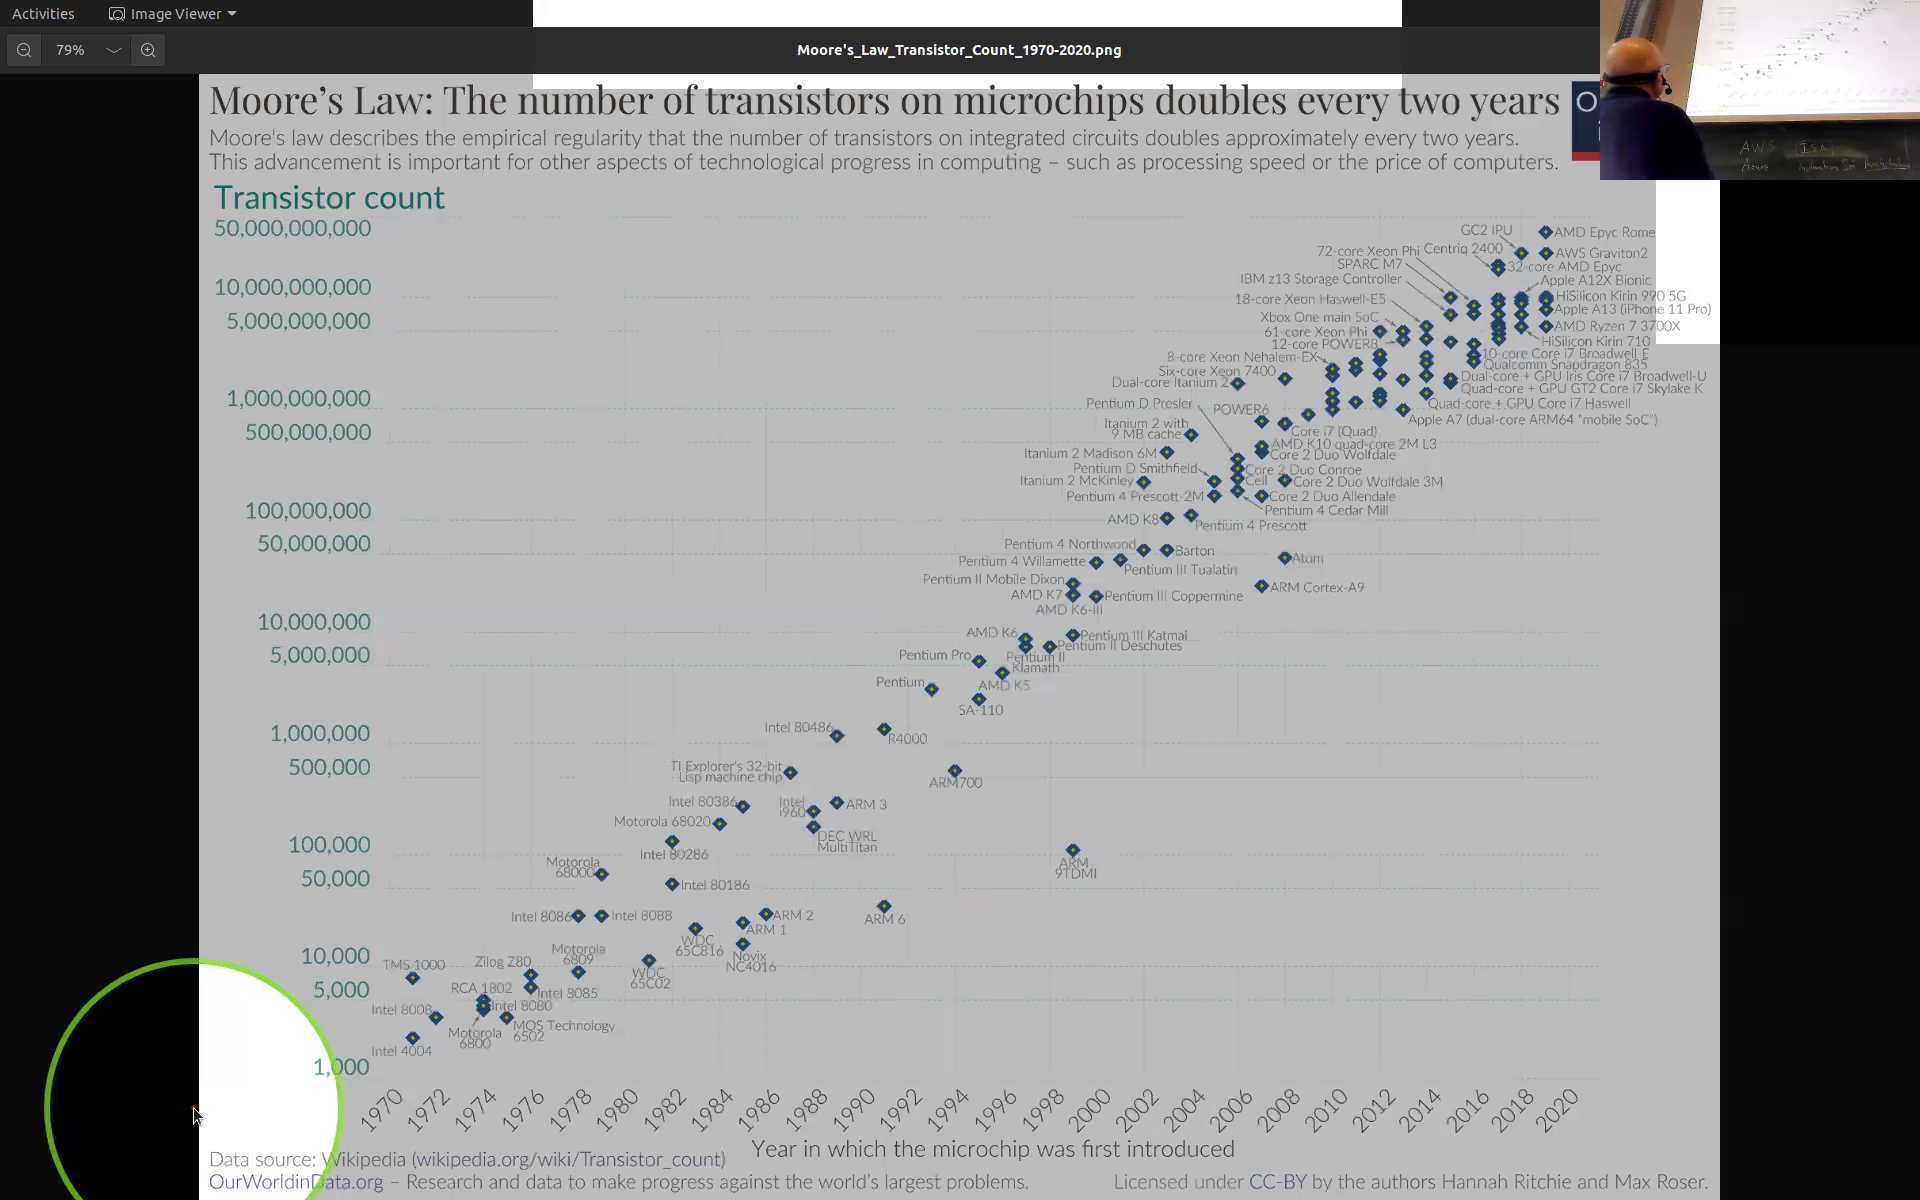 Activities
Image Viewer
79%
Moore's_Law_Transistor_Count_1970-2020.png
Moore's Law: The number of transistors on microchips doubles every two years
Moore's law describes the empirical regularity that the number of transistors on integrated circuits doubles approximately every two years.
This advancement is important for other aspects of technological progress in computing – such as processing speed or the price of computers.
Transistor count
50,000,000,000
10,000,000,000
5,000,000,000
1,000,000,000
500,000,000
100,000,000
50,000,000
10,000,000
5,000,000
1,000,000
500,000
100,000
50,000
10,000
5,000
1,000
GC2 IPU
AMD Epyc Rome
72-core Xeon Phi
Centriq 2400
AWS Graviton2
SPARC M7
32-core AMD Epyc
IBM z13 Storage Controller
Apple A12X Bionic
18-core Xeon Haswell-E5
HiSilicon Kirin 990 5G
Apple A13 (iPhone 11 Pro)
Xbox One main SoC
61-core Xeon Phi
AMD Ryzen 7 3700X
12-core POWER8
HiSilicon Kirin 710
8-core Xeon Nehalem-EX
10-core Core i7 Broadwell-E
Six-core Xeon 7400
Qualcomm Snapdragon 835
Dual-core Itanium 2
Dual-core + GPU Iris Core i7 Broadwell-U
Quad-core + GPU GT2 Core i7 Skylake K
Pentium D Presler
POWER6
Quad-core + GPU Core i7 Haswell
Apple A7 (dual-core ARM64 "mobile SoC")
Itanium 2 with
9 MB cache
Core i7 (Quad)
AMD K10 quad-core 2M L3
Itanium 2 Madison 6M
Core 2 Duo Wolfdale
Pentium D Smithfield
Core 2 Duo Conroe
Itanium 2 McKinley
Cell
Core 2 Duo Wolfdale 3M
Pentium 4 Prescott-2M
Core 2 Duo Allendale
Pentium 4 Cedar Mill
AMD K8
Pentium 4 Prescott
Pentium 4 Northwood
Barton
Atom
Pentium 4 Willamette
Pentium III Tualatin
Pentium II Mobile Dixon
ARM Cortex-A9
AMD K7
Pentium III Coppermine
AMD K6-III
AMD K6
Pentium III Katmai
Pentium II Deschutes
Pentium Pro
Pentium II
Klamath
Pentium
AMD K5
SA-110
Intel 80486
R4000
TI Explorer's 32-bit
Lisp machine chip
ARM700
Intel 80386
Intel
i960
ARM 3
Motorola 68020
DEC WRL
MultiTitan
Intel 80286
ARM
9TDMI
Motorola
68000
Intel 80186
Intel 8086
Intel 8088
ARM 2
ARM 6
ARM 1
WDC
65C816
Novix
NC4016
Motorola
6809
TMS 1000
Zilog Z80
WDC
65C02
RCA 1802
Intel 8085
Intel 8080
Intel 8008
Motorola
6800
MOS Technology
6502
Intel 4004
1970 1972 1974 1976 1978 1980 1982 1984 1986 1988 1990 1992 1994 1996 1998 2000 2002 2004 2006 2008 2010 2012 2014 2016 2018 2020
Year in which the microchip was first introduced
Data source: Wikipedia (wikipedia.org/wiki/Transistor_count)
OurWorldinData.org – Research and data to make progress against the world's largest problems.
Licensed under CC-BY by the authors Hannah Ritchie and Max Roser.
AWS
ISA
Azure